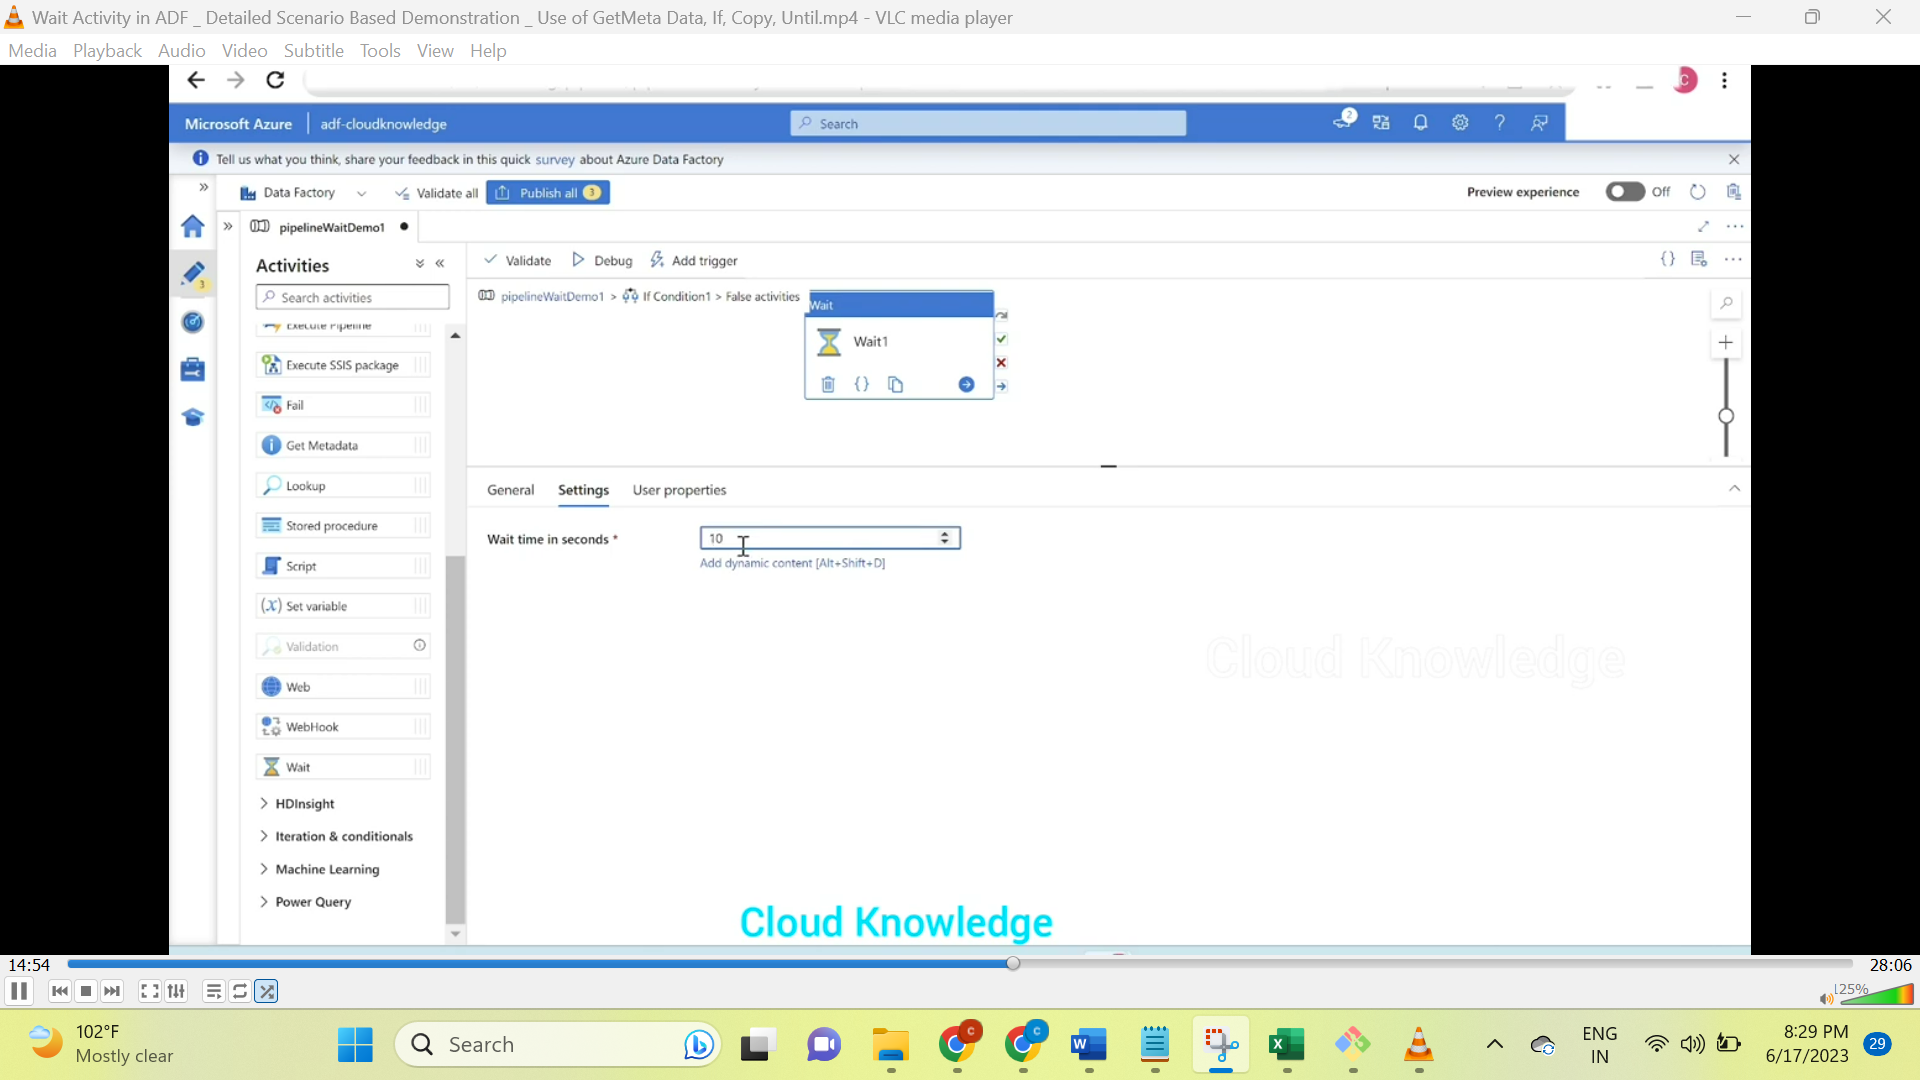 Wait Activity in ADF _ Detailed Scenario Based Demonstration _ Use of GetMeta Data, If, Copy, Until.mp4 - VLC media player
Media Playback Audio Video Subtitle Tools View Help
C
Microsoft Azure adf-cloudknowledge Search 2
Tell us what you think, share your feedback in this quick survey about Azure Data Factory
Data Factory Validate all Publish all 3 Preview experience Off
pipelineWaitDemo1
Activities
Validate Debug Add trigger
Search activities
pipelineWaitDemo1 > If Condition1 > False activities
Wait
Wait1
3
Execute Pipeline
Execute SSIS package
Fail
Get Metadata
Lookup
Stored procedure
Script
Set variable
Validation
Web
WebHook
Wait
HDInsight
Iteration & conditionals
Machine Learning
Power Query
General Settings User properties
Wait time in seconds * 10
Add dynamic content [Alt+Shift+D]
Cloud Knowledge
Cloud Knowledge
14:54 28:06
125%
102°F
Mostly clear
Search
C
C
ENG
IN
8:29 PM
6/17/2023
29